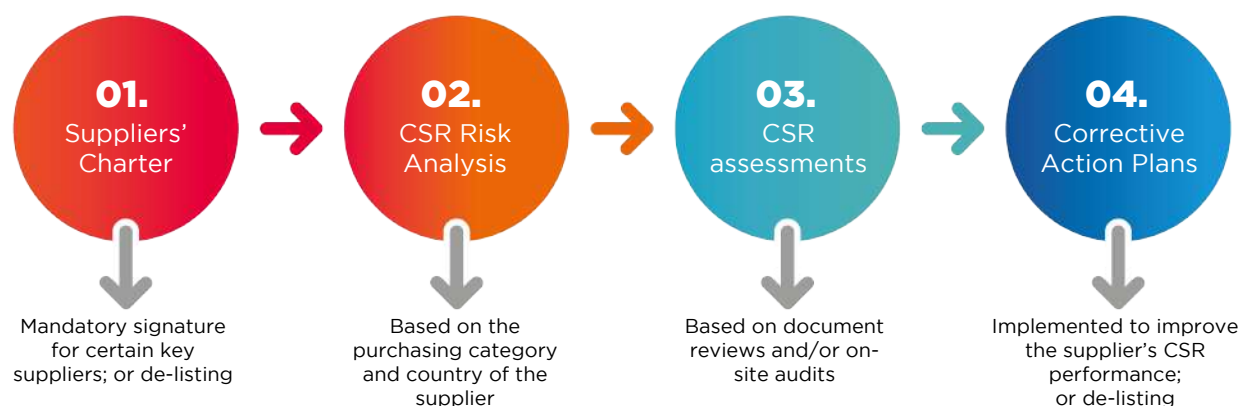 01.
Suppliers'
Charter
02.
CSR Risk
Analysis
03.
CSR
assessments
04.
Corrective
Action Plans
Mandatory signature
for certain key
suppliers; or de-listing
Based on the
purchasing category
and country of the
supplier
Based on document
reviews and/or on-
site audits
Implemented to improve
the supplier's CSR
performance;
or de-listing